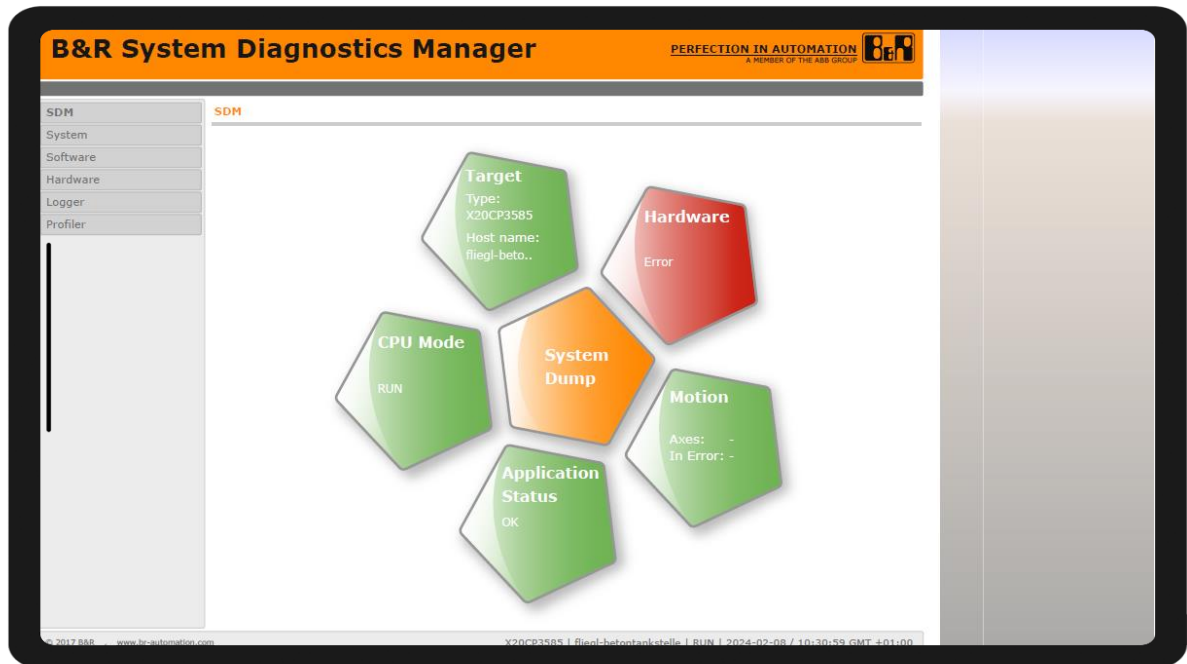 B&R System Diagnostics Manager
PERFECTION IN AUTOMATION
A MEMBER OF THE ABB GROUP
B&R
SDM
System
Software
Hardware
Logger
Profiler
SDM
Target
Type:
X20CP3585
Host name:
fliegl-beto..
Hardware
Error
CPU Mode
RUN
System
Dump
Motion
Axes: -
In Error: -
Application
Status
OK
© 2017 B&R . www.br-automation.com
X20CP3585 | fliegl-betontankstelle | RUN | 2024-02-08 / 10:30:59 GMT +01:00